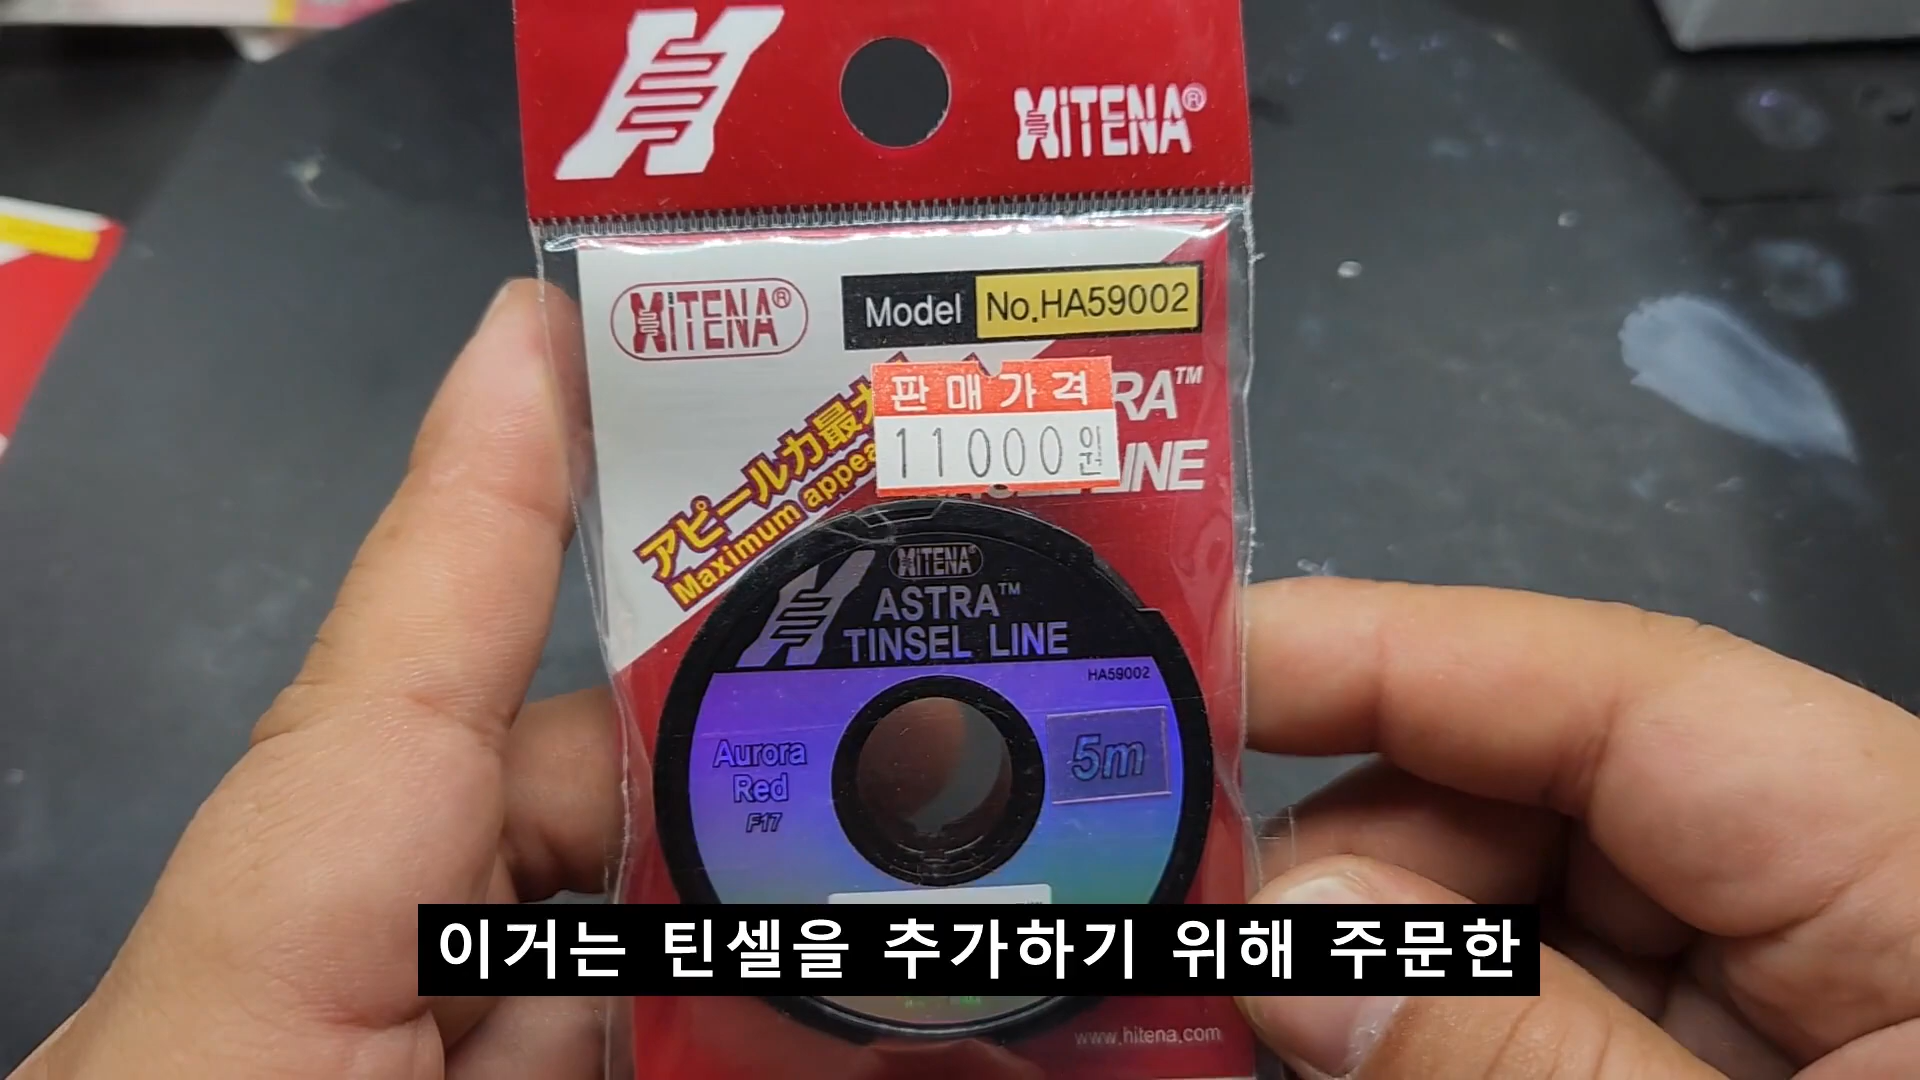 HiTENA®
HiTENA®
Model No.HA59002
判 매 가 격
11000원
RA™
LINE
アピール力最大
Maximum appea
HiTENA®
ASTRA™
TINSEL LINE
HA59002
Aurora
Red
F17
5m
이거는 틴셀을 추가하기 위해 주문한
www.hitena.com